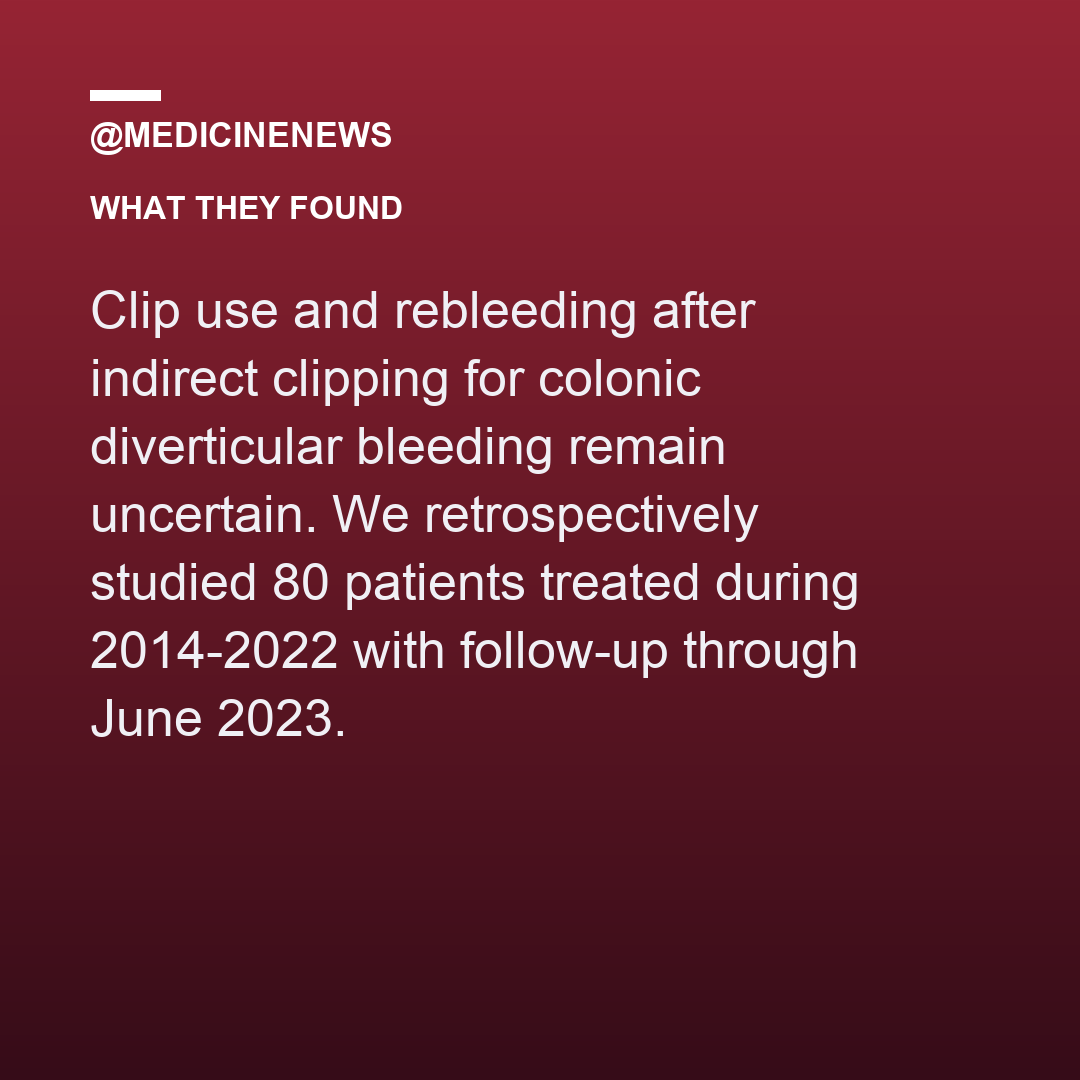 @MEDICINENEWS
WHAT THEY FOUND
Clip use and rebleeding after
indirect clipping for colonic
diverticular bleeding remain
uncertain. We retrospectively
studied 80 patients treated during
2014-2022 with follow-up through
June 2023.